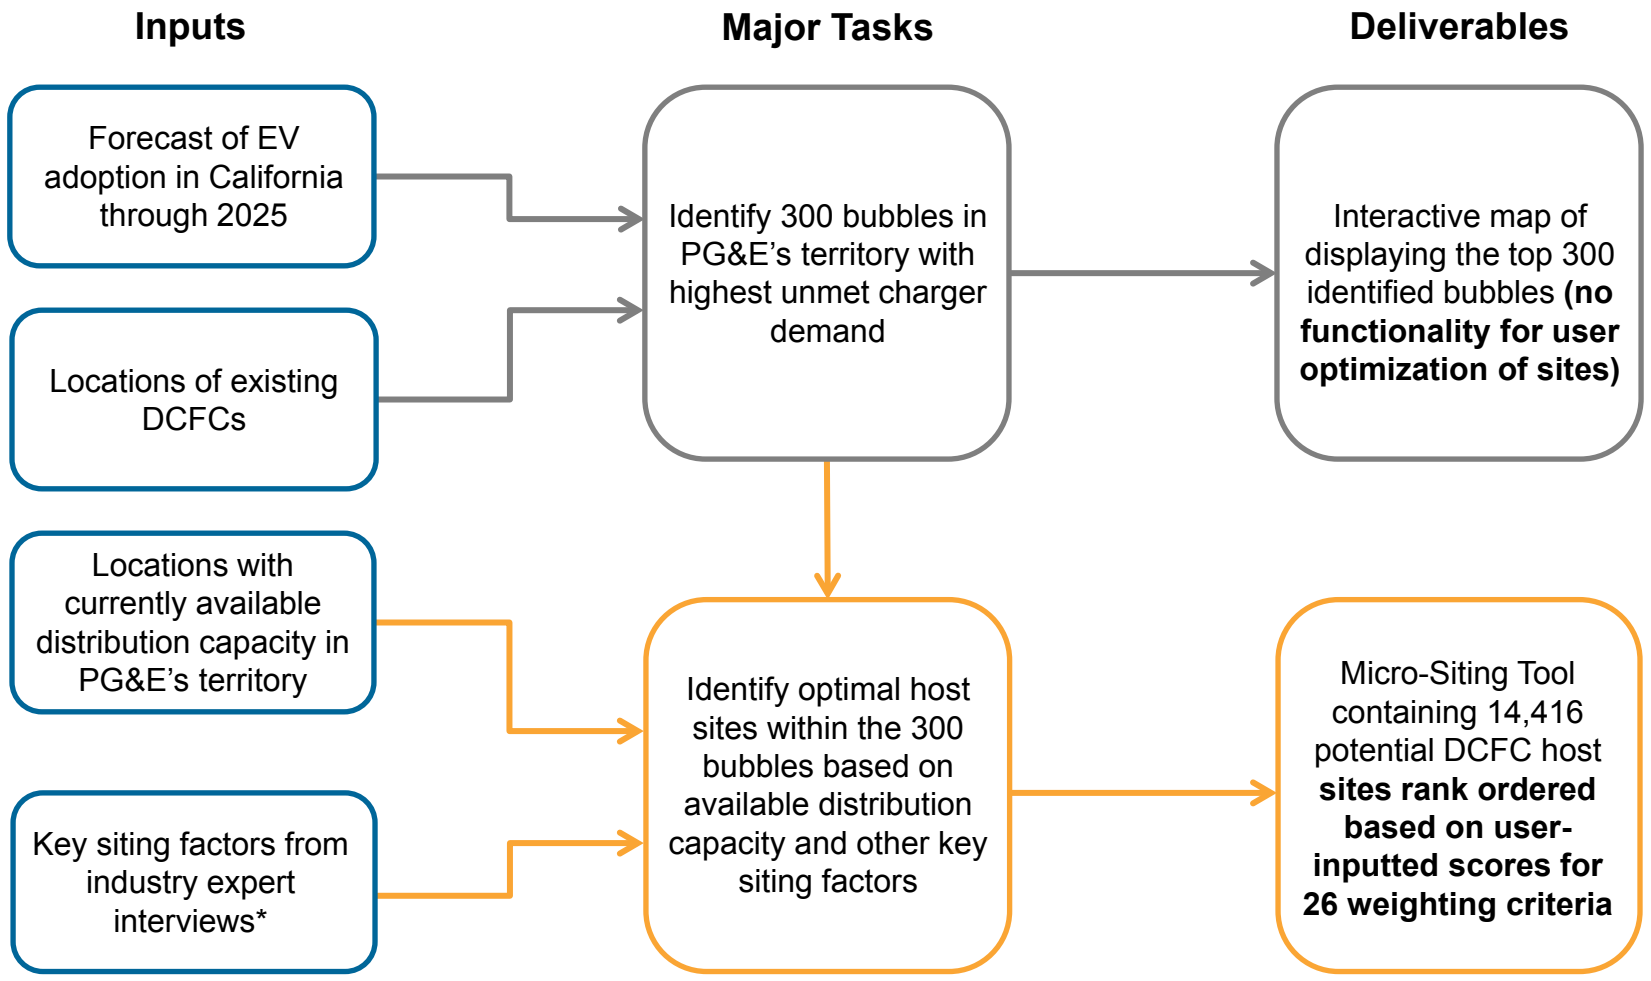 Inputs
Major Tasks
Deliverables
Forecast of EV
adoption in California
through 2025
Identify 300 bubbles in
PG&E’s territory with
highest unmet charger
demand
Interactive map of
displaying the top 300
identified bubbles (no
functionality for user
optimization of sites)
Locations of existing
DCFCs
Locations with
currently available
distribution capacity in
PG&E’s territory
Identify optimal host
sites within the 300
bubbles based on
available distribution
capacity and other key
siting factors
Micro-Siting Tool
containing 14,416
potential DCFC host
sites rank ordered
based on user-
inputted scores for
26 weighting criteria
Key siting factors from
industry expert
interviews*